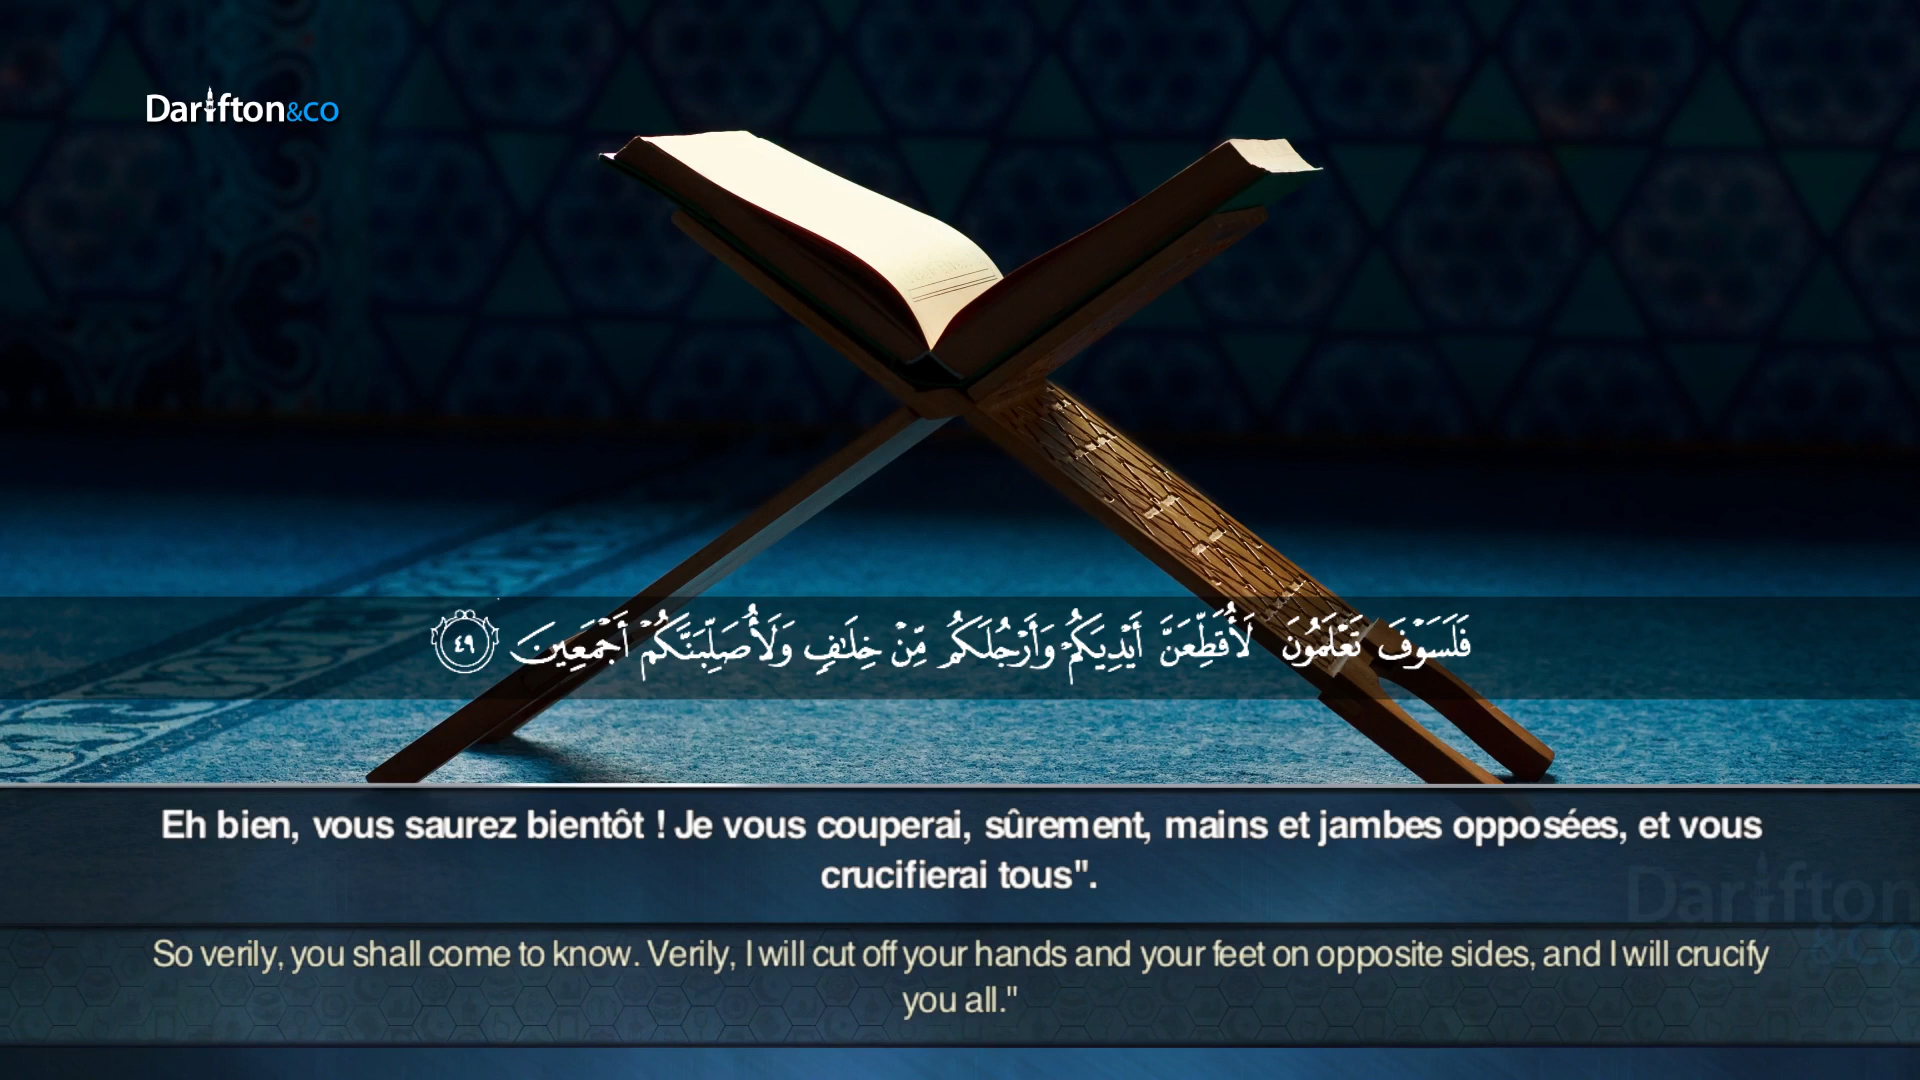 Darifton&co
فَلَسَوْفَ تَعْلَمُونَ لَأُقَطِّعَنَّ أَيْدِيَكُمْ وَأَرْجُلَكُم مِّنْ خِلَٰفٍ وَلَأُصَلِّبَنَّكُمْ أَجْمَعِينَ ٤٩
Eh bien, vous saurez bientôt ! Je vous couperai, sûrement, mains et jambes opposées, et vous
crucifierai tous".
Darifton
&co
So verily, you shall come to know. Verily, I will cut off your hands and your feet on opposite sides, and I will crucify
you all."